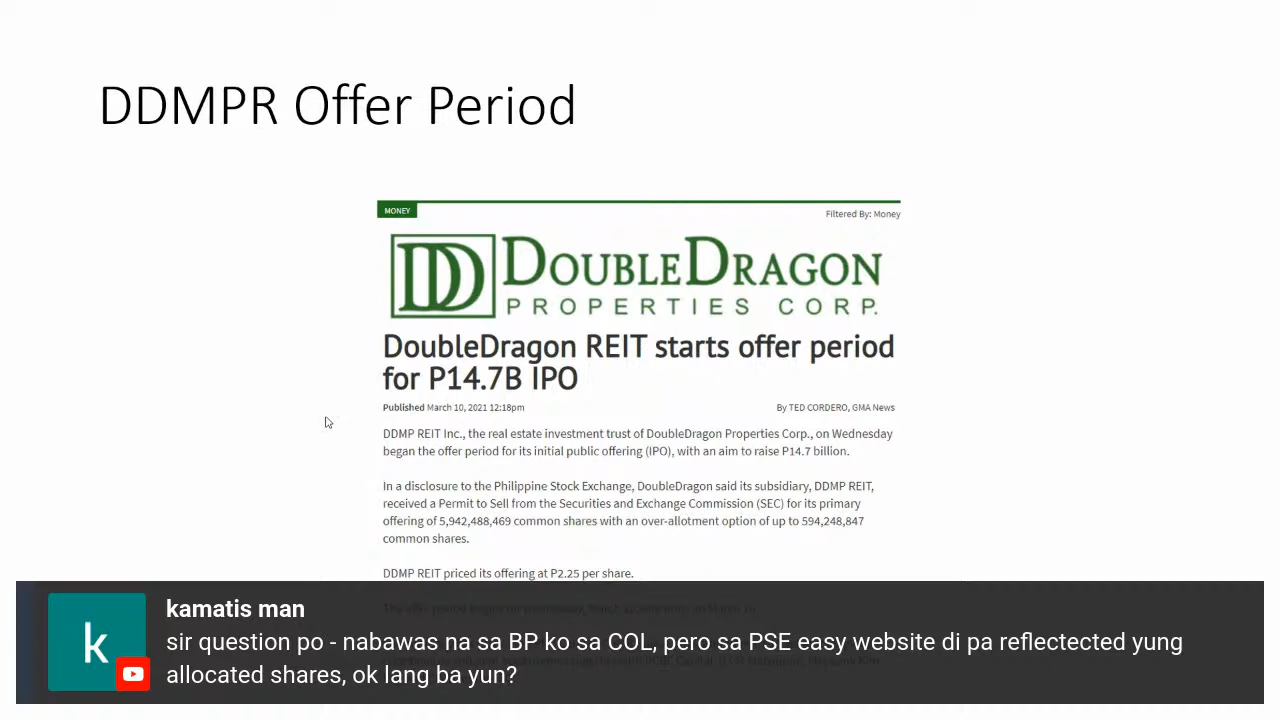 DDMPR Offer Period
MONEY
Filtered By: Money
DD DOUBLEDRAGON
PROPERTIES CORP.
DoubleDragon REIT starts offer period
for P14.7B IPO
Published March 10, 2021 12:18pm
By TED CORDERO, GMA News
DDMP REIT Inc., the real estate investment trust of DoubleDragon Properties Corp., on Wednesday
began the offer period for its initial public offering (IPO), with an aim to raise P14.7 billion.
In a disclosure to the Philippine Stock Exchange, DoubleDragon said its subsidiary, DDMP REIT,
received a Permit to Sell from the Securities and Exchange Commission (SEC) for its primary
offering of 5,942,488,469 common shares with an over-allotment option of up to 594,248,847
common shares.
DDMP REIT priced its offering at P2.25 per share.
k
kamatis man
sir question po - nabawas na sa BP ko sa COL, pero sa PSE easy website di pa reflectected yung
allocated shares, ok lang ba yun?